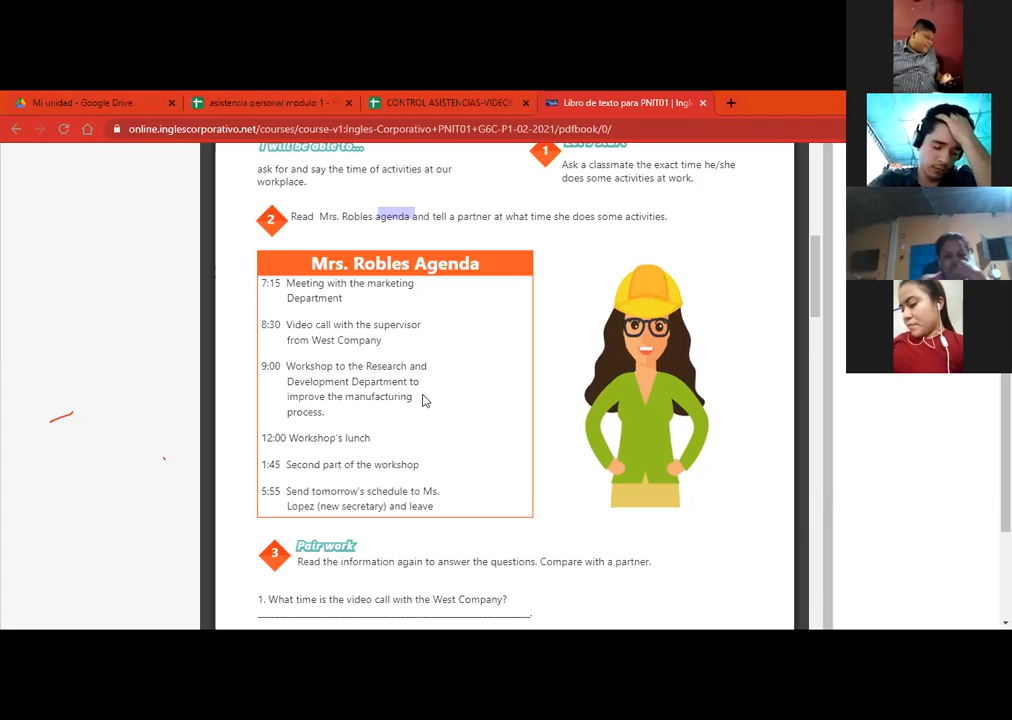 Mi unidad - Google Drive
asistencia personal modulo 1 -
CONTROL ASISTENCIAS-VIDEOS
Libro de texto para PNIT01 | Ingl
online.inglescorporativo.net/courses/course-v1:Ingles-Corporativo+PNIT01+G6C-P1-02-2021/pdfbook/0/
I will be able to...
ask for and say the time of activities at our
workplace.
1
Let's start
Ask a classmate the exact time he/she
does some activities at work.
2
Read Mrs. Robles agenda and tell a partner at what time she does some activities.
Mrs. Robles Agenda
7:15 Meeting with the marketing
Department
8:30 Video call with the supervisor
from West Company
9:00 Workshop to the Research and
Development Department to
improve the manufacturing
process.
12:00 Workshop's lunch
1:45 Second part of the workshop
5:55 Send tomorrow's schedule to Ms.
Lopez (new secretary) and leave
3
Pair work
Read the information again to answer the questions. Compare with a partner.
1. What time is the video call with the West Company?